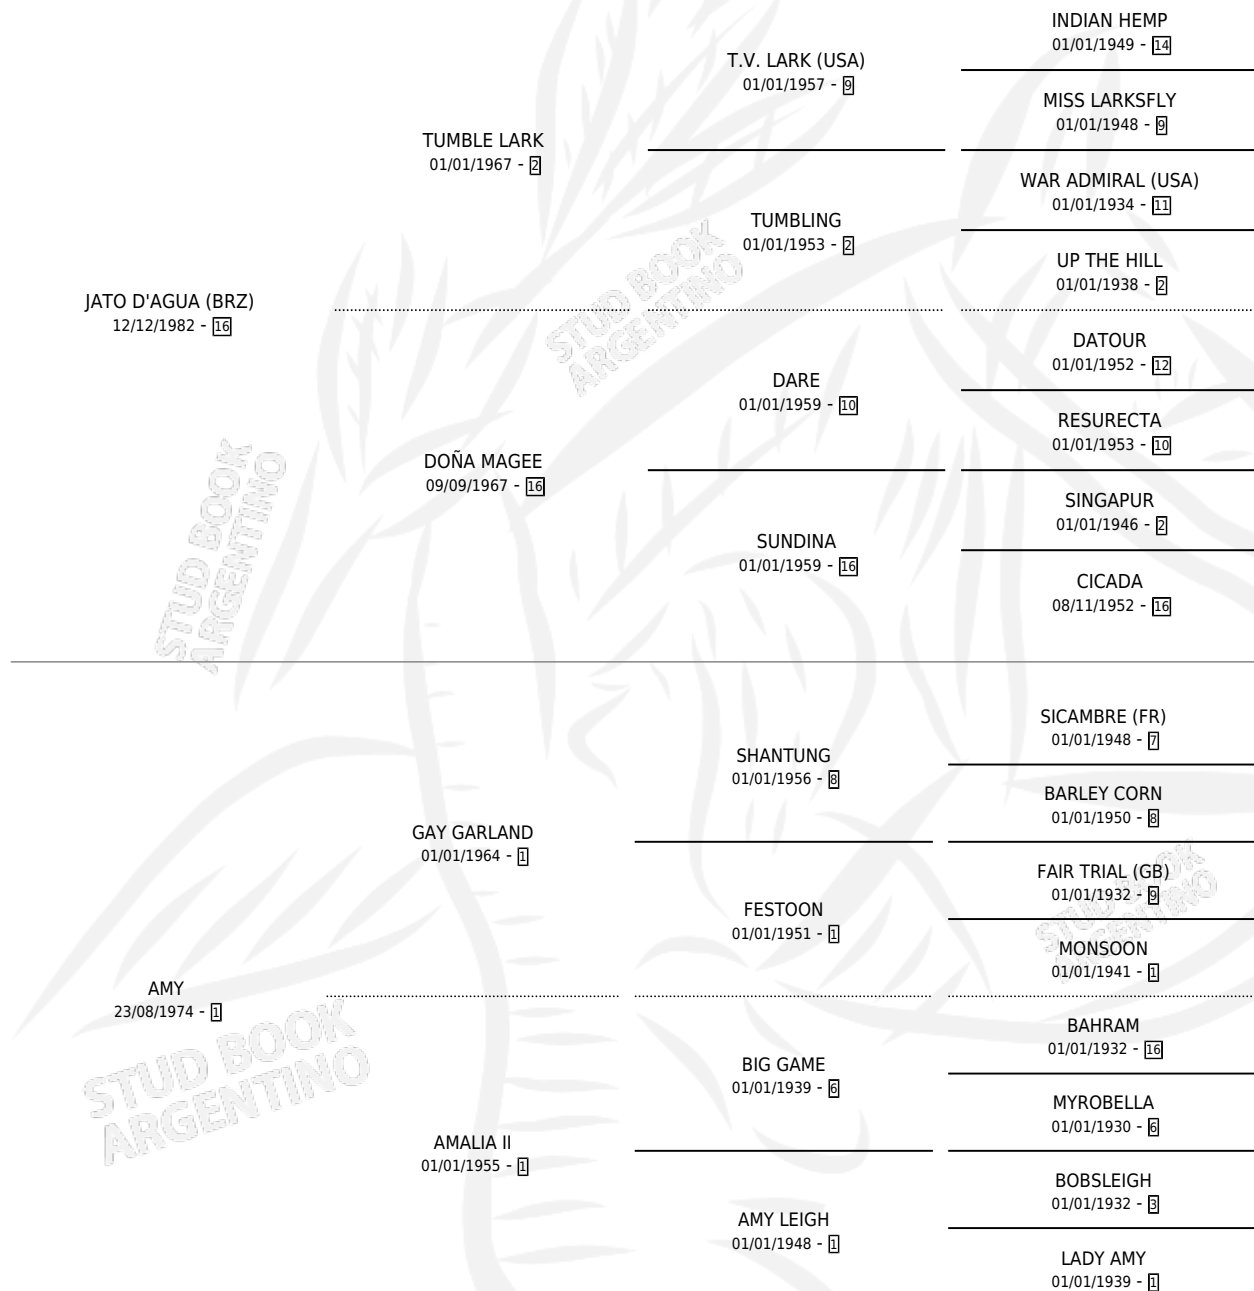 INDIAN HEMP
01/01/1949 - 14
T.V. LARK (USA)
01/01/1957 - 9
MISS LARKSFLY
01/01/1948 - 9
TUMBLE LARK
01/01/1967 - 2
WAR ADMIRAL (USA)
01/01/1934 - 11
TUMBLING
01/01/1953 - 2
UP THE HILL
01/01/1938 - 2
JATO D'AGUA (BRZ)
12/12/1982 - 16
DATOUR
01/01/1952 - 12
DARE
01/01/1959 - 10
RESURECTA
01/01/1953 - 10
DOÑA MAGEE
09/09/1967 - 16
SINGAPUR
01/01/1946 - 2
SUNDINA
01/01/1959 - 16
CICADA
08/11/1952 - 16
SICAMBRE (FR)
01/01/1948 - 7
SHANTUNG
01/01/1956 - 8
BARLEY CORN
01/01/1950 - 8
GAY GARLAND
01/01/1964 - 1
FAIR TRIAL (GB)
01/01/1932 - 9
FESTOON
01/01/1951 - 1
MONSOON
01/01/1941 - 1
AMY
23/08/1974 - 1
BAHRAM
01/01/1932 - 16
BIG GAME
01/01/1939 - 6
MYROBELLA
01/01/1930 - 6
AMALIA II
01/01/1955 - 1
BOBSLEIGH
01/01/1932 - 3
AMY LEIGH
01/01/1948 - 1
LADY AMY
01/01/1939 - 1
STUD BOOK
ARGENTINO
STUD BOOK
ARGENTINO
STUD BOOK
ARGENTINO
STUD BOOK
ARGENTINO